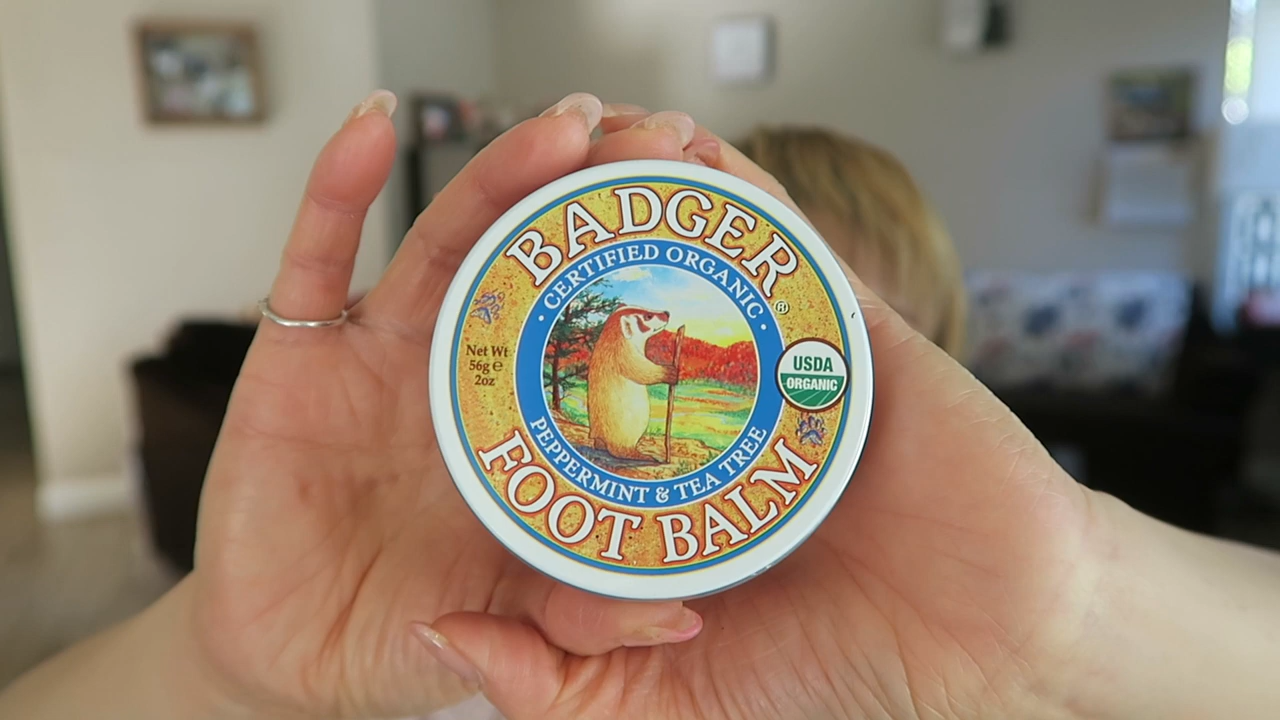 BADGER®
· CERTIFIED ORGANIC ·
Net Wt
56g e
2oz
USDA
ORGANIC
PEPPERMINT & TEA TREE
FOOT BALM